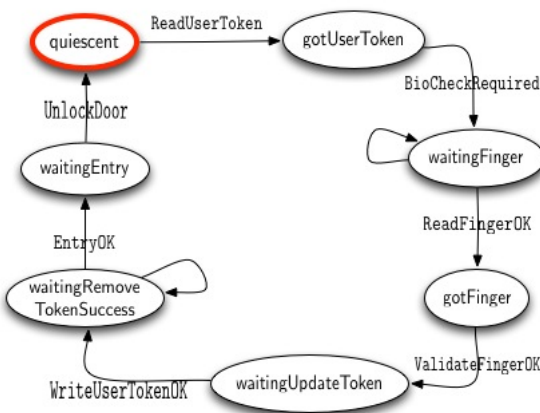 quiescent
ReadUserToken
gotUserToken
BioCheckRequired
UnlockDoor
waitingEntry
waitingFinger
EntryOK
ReadFingerOK
waitingRemove
TokenSuccess
gotFinger
ValidateFingerOK
WriteUserTokenOK
waitingUpdateToken